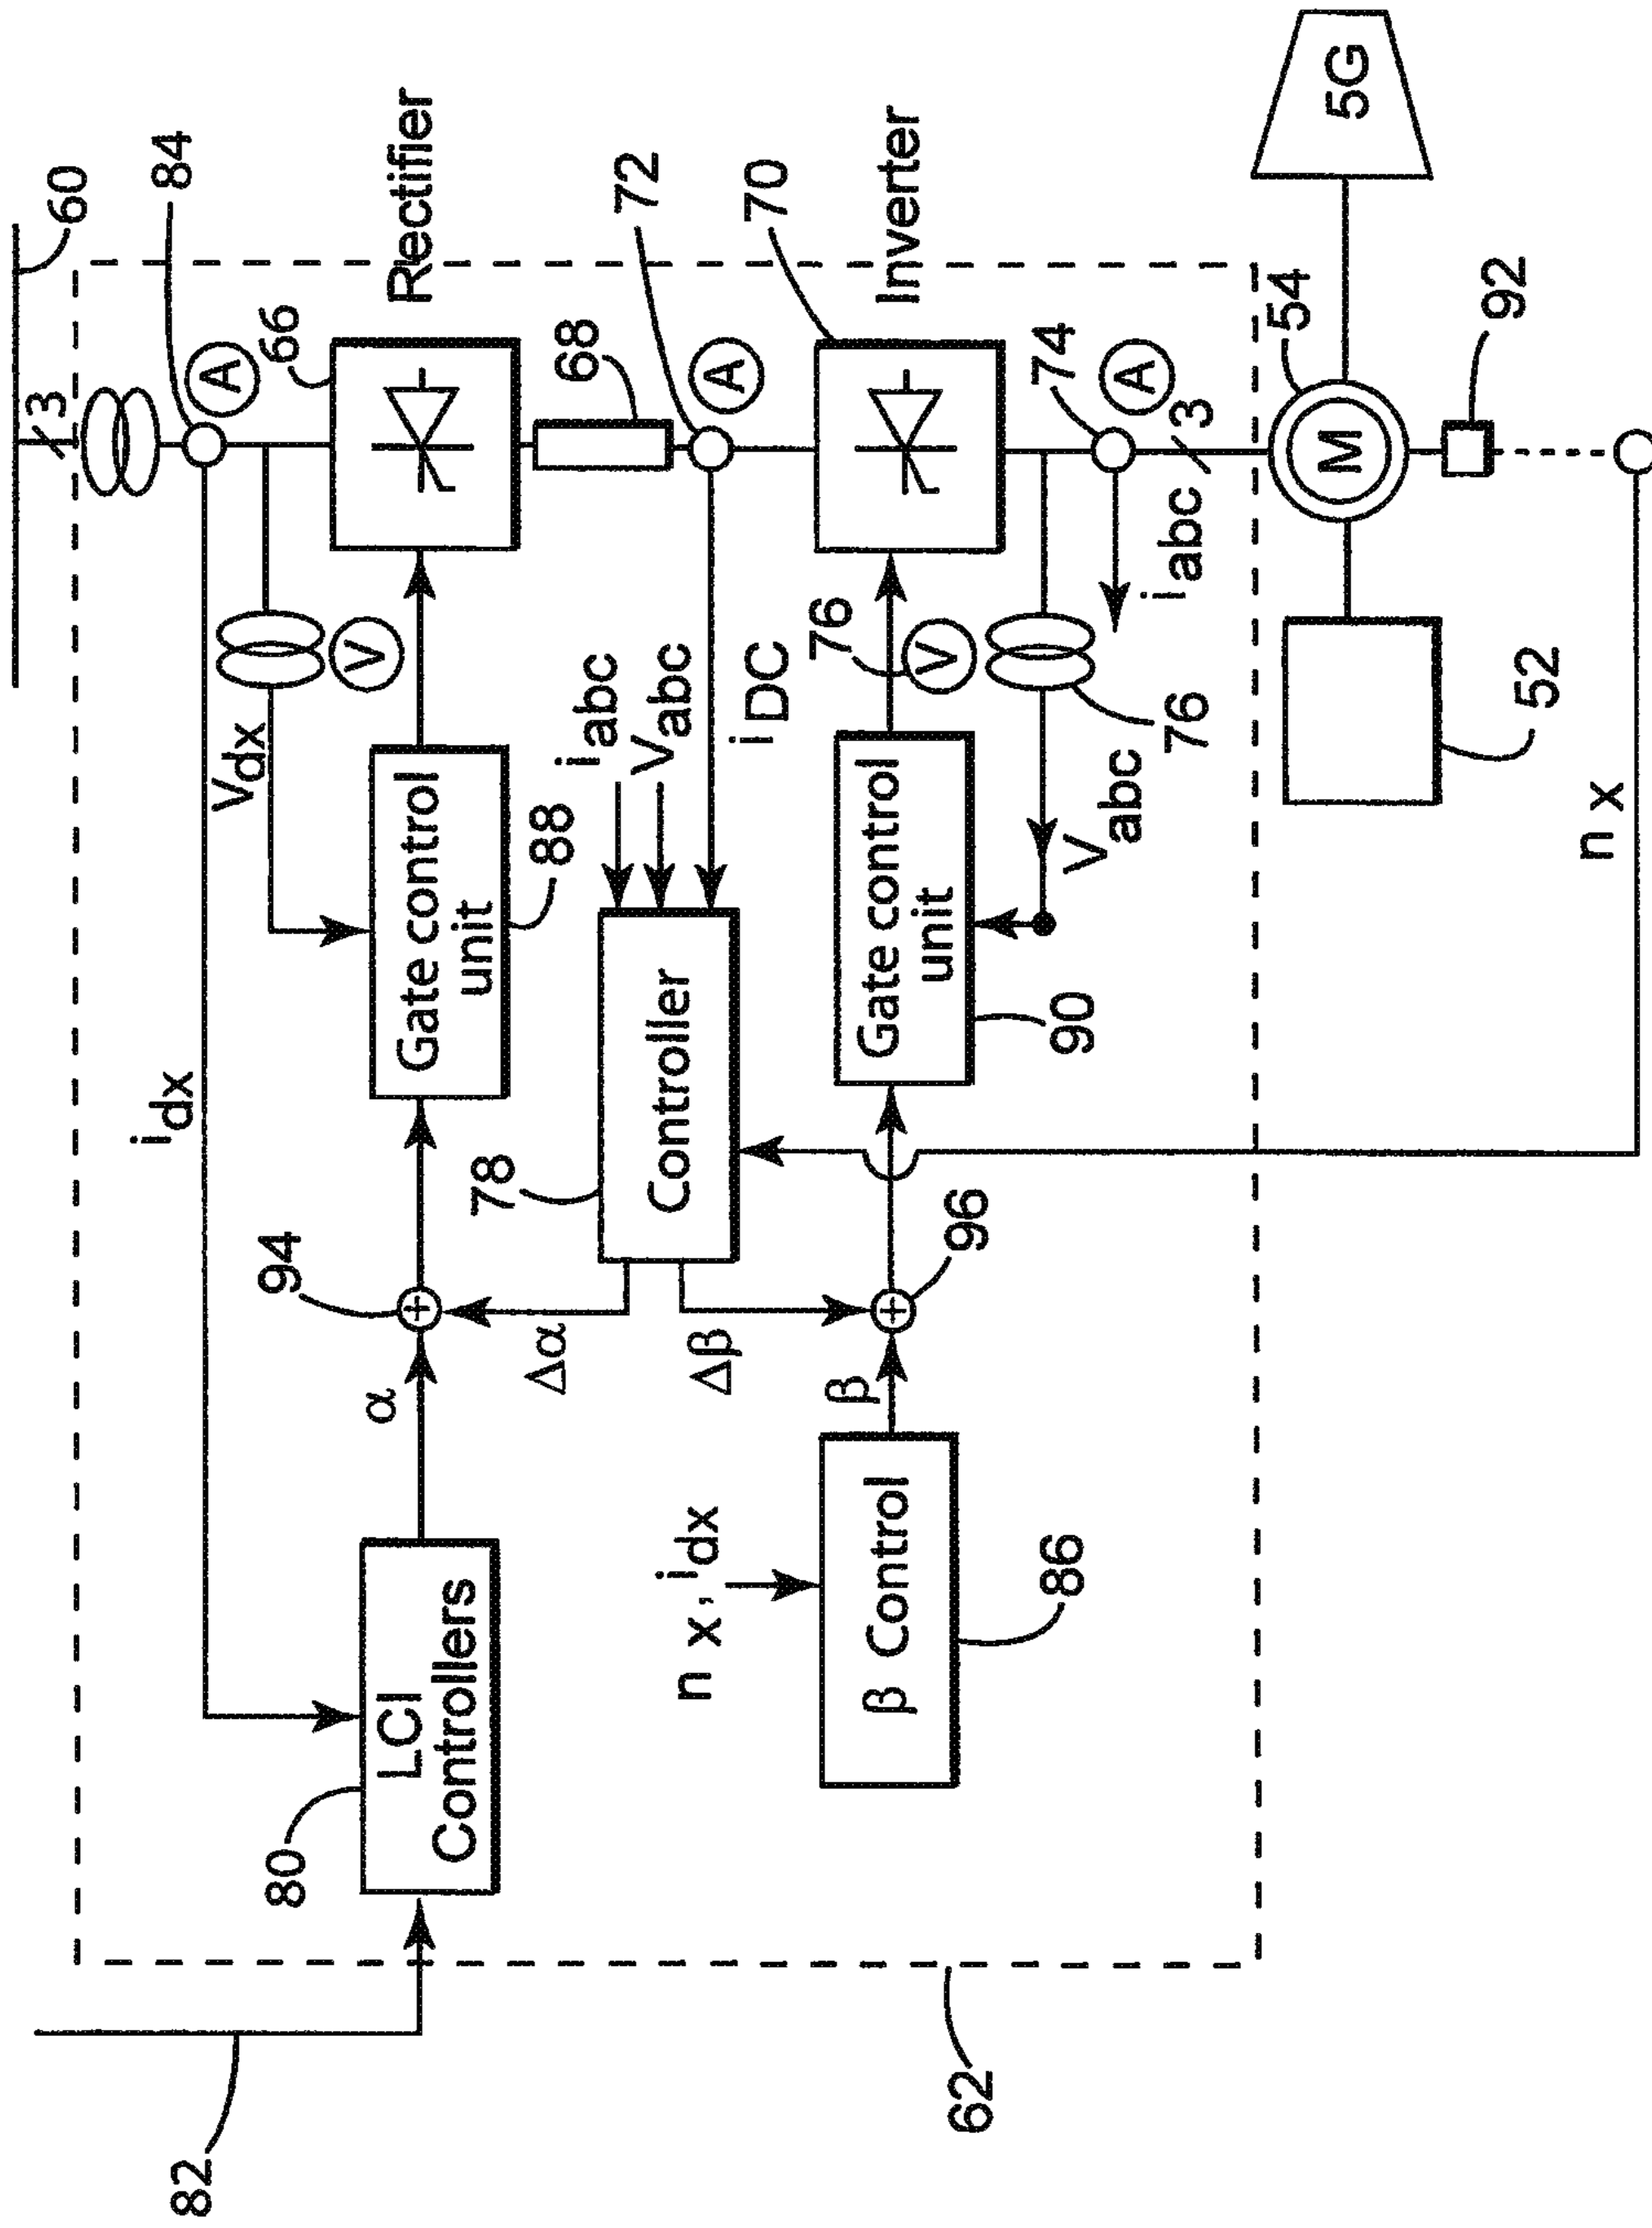 60
3
84
A
66
Rectifier
V
Vdx
idx
Gate control
unit
88
94
α
LCI
Controllers
80
82
68
72
A
iabc
Vabc
iDC
Controller
78
Δα
Δβ
70
Inverter
76
V
Gate control
unit
90
96
β
n x, idx
β Control
86
74
A
3
iabc
76
Vabc
62
54
M
5G
52
92
n x